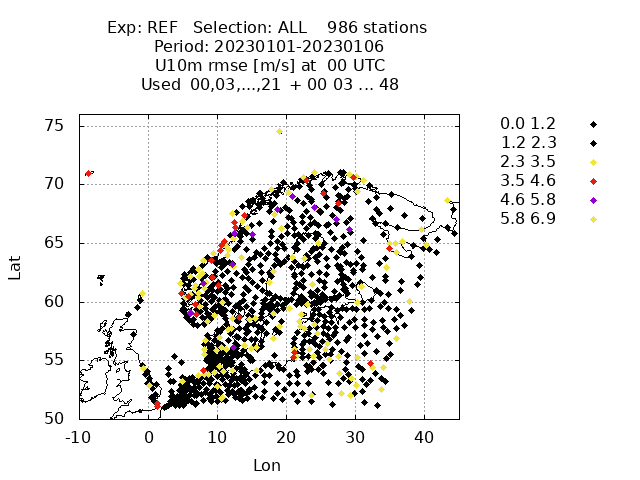 Exp: REF Selection: ALL 986 stations
Period: 20230101-20230106
U10m rmse [m/s] at 00 UTC
Used 00,03,...,21 + 00 03 ... 48
75
70
65
60
55
50
-10 0 10 20 30 40
Lat
Lon
0.0 1.2
1.2 2.3
2.3 3.5
3.5 4.6
4.6 5.8
5.8 6.9